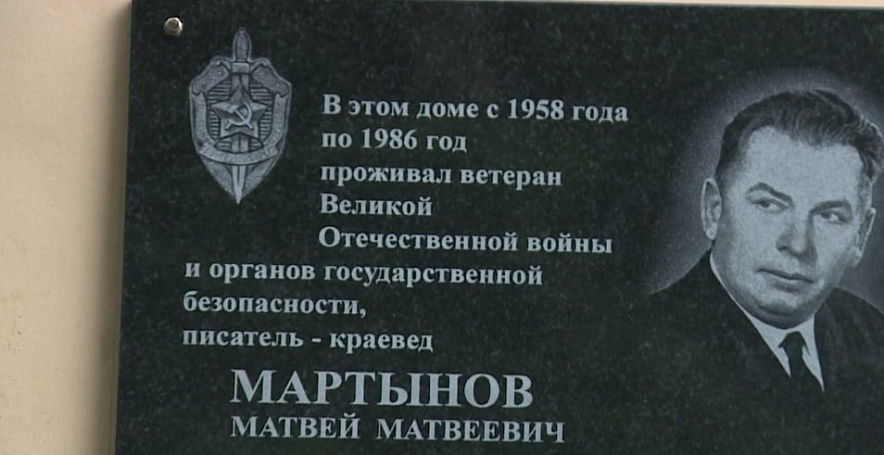 В этом доме с 1958 года
по 1986 год
проживал ветеран
Великой
Отечественной войны
и органов государственной
безопасности,
писатель - краевед
МАРТЫНОВ
МАТВЕЙ МАТВЕЕВИЧ